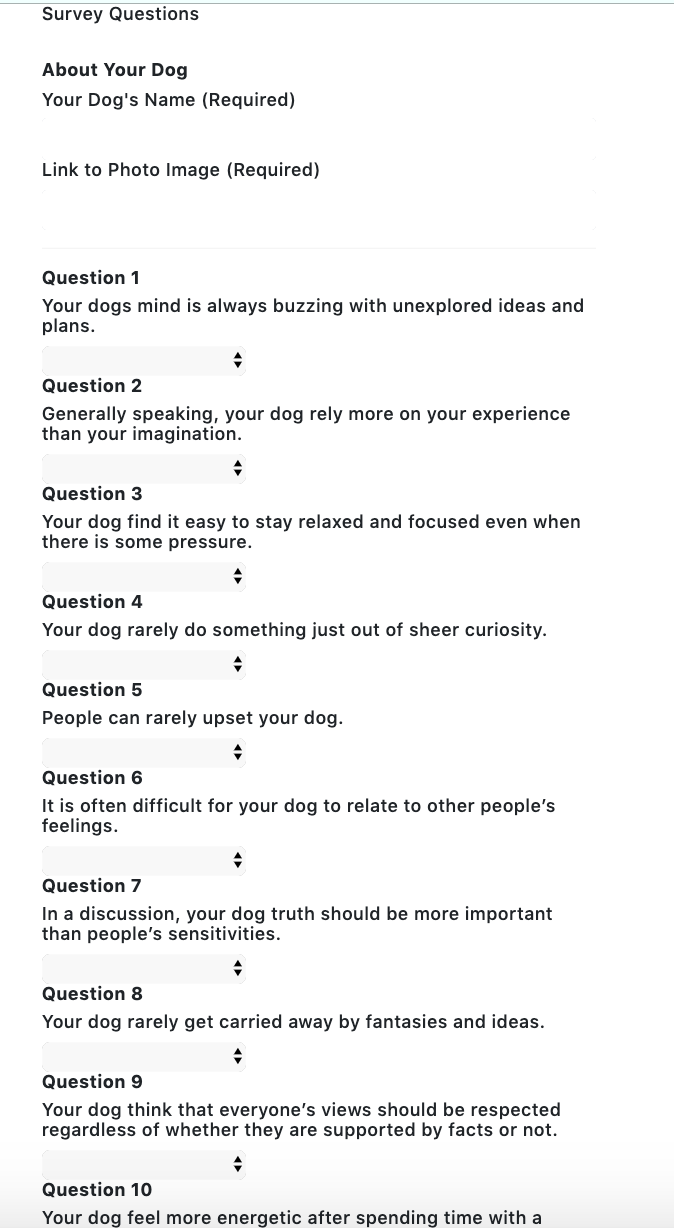 Survey Questions
About Your Dog
Your Dog's Name (Required)
Link to Photo Image (Required)
Question 1
Your dogs mind is always buzzing with unexplored ideas and
plans.
Question 2
Generally speaking, your dog rely more on your experience
than your imagination.
Question 3
Your dog find it easy to stay relaxed and focused even when
there is some pressure.
Question 4
Your dog rarely do something just out of sheer curiosity.
Question 5
People can rarely upset your dog.
Question 6
It is often difficult for your dog to relate to other people’s
feelings.
Question 7
In a discussion, your dog truth should be more important
than people’s sensitivities.
Question 8
Your dog rarely get carried away by fantasies and ideas.
Question 9
Your dog think that everyone’s views should be respected
regardless of whether they are supported by facts or not.
Question 10
Your dog feel more energetic after spending time with a